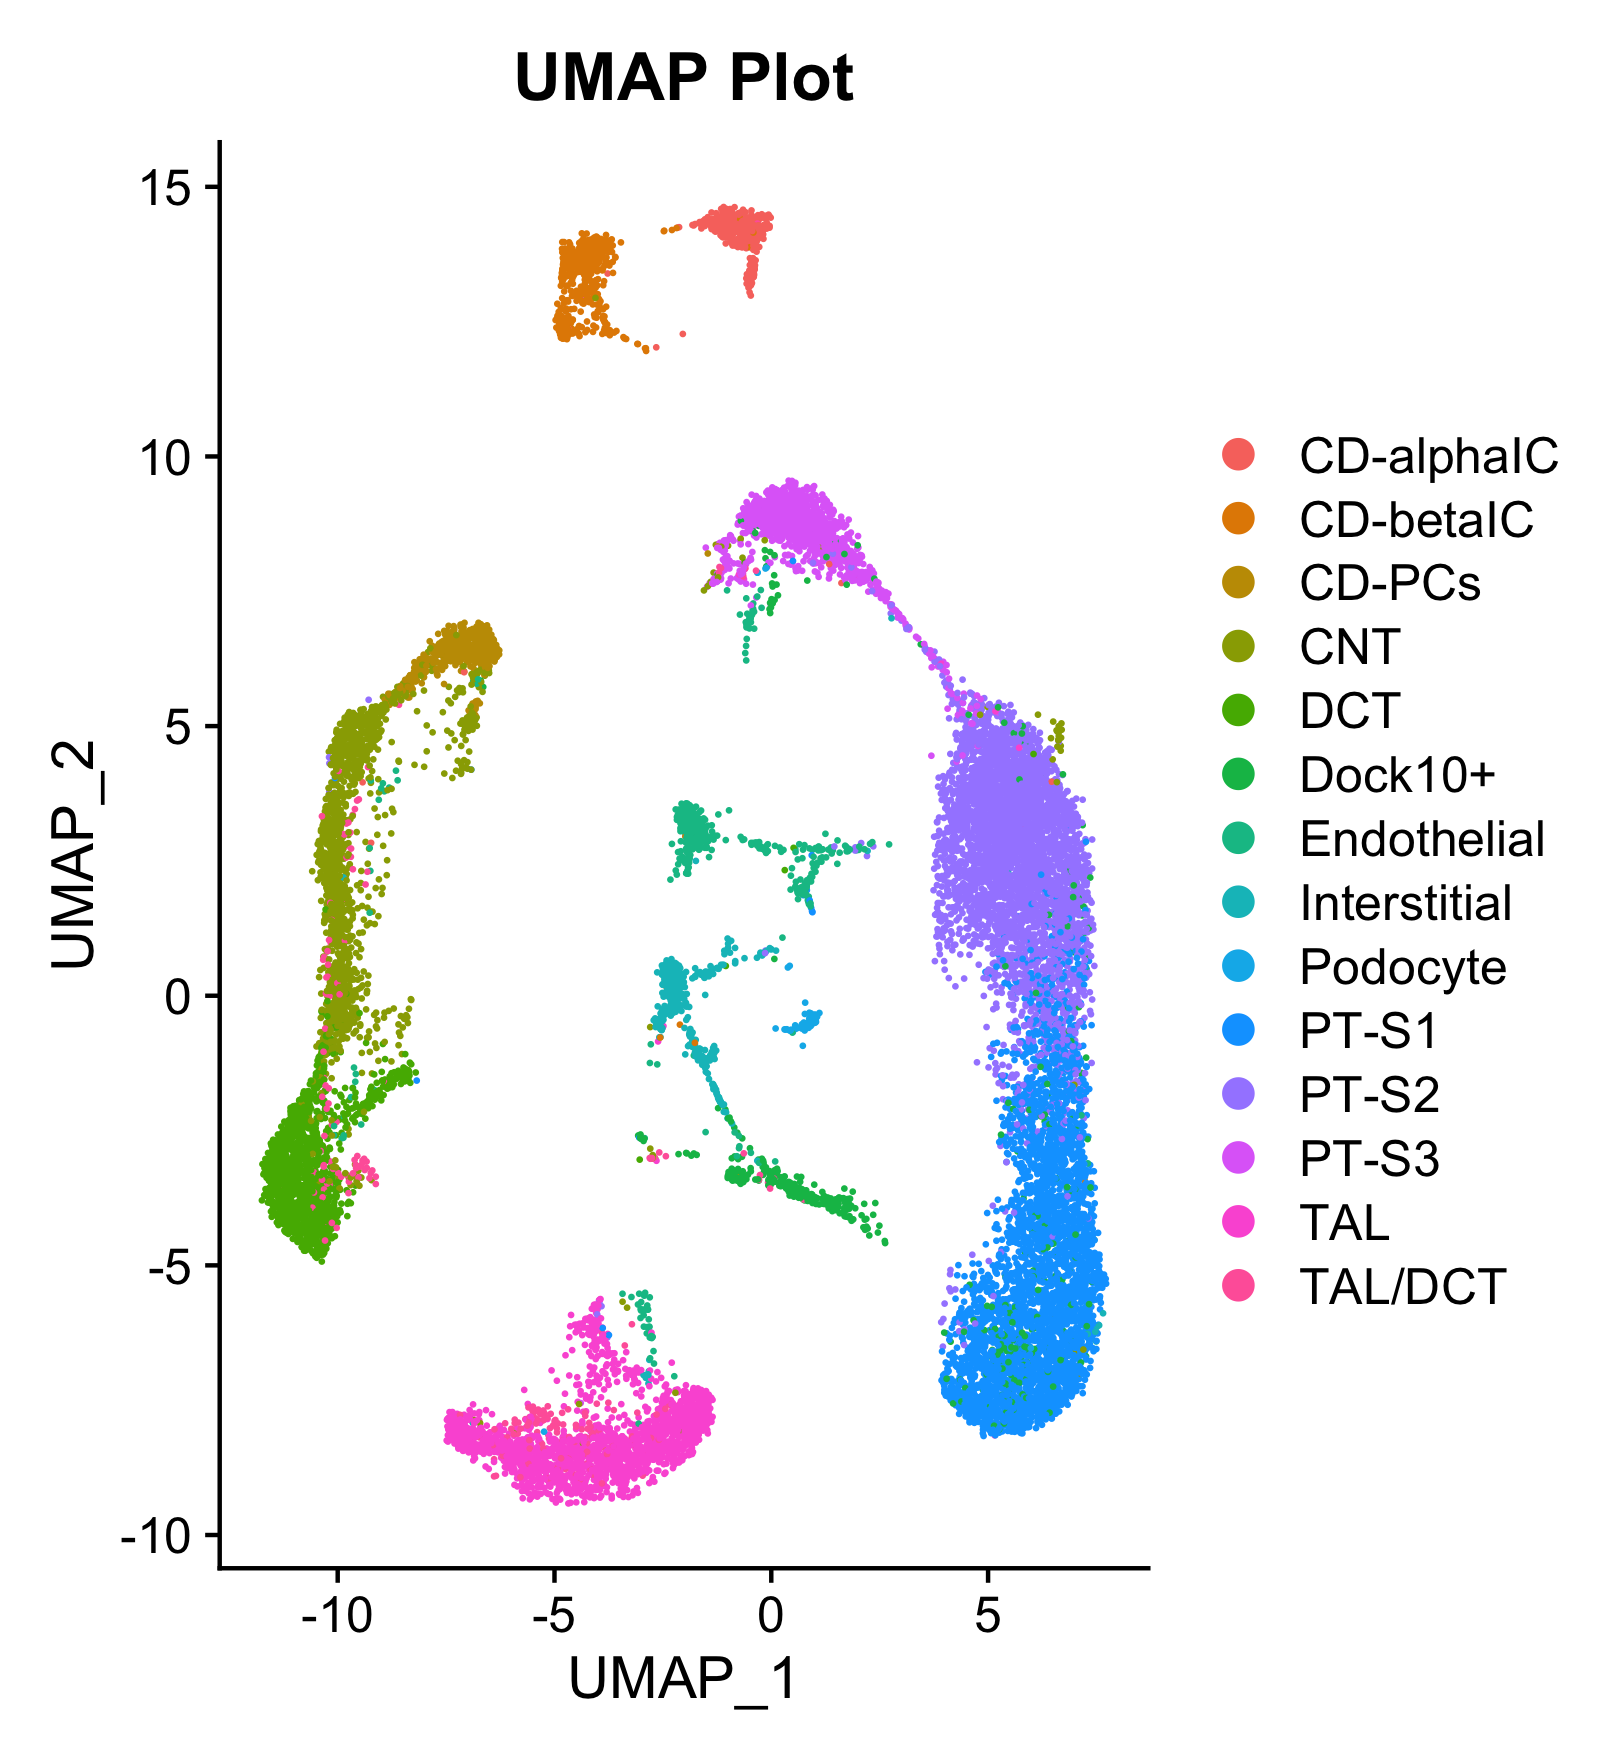 UMAP Plot
15
10
5
0
-5
-10
UMAP_2
-10
-5
0
5
UMAP_1
CD-alphaIC
CD-betaIC
CD-PCs
CNT
DCT
Dock10+
Endothelial
Interstitial
Podocyte
PT-S1
PT-S2
PT-S3
TAL
TAL/DCT